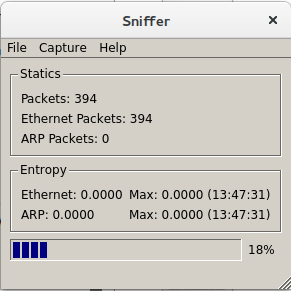 Sniffer ×
File Capture Help
Statics
Packets: 394
Ethernet Packets: 394
ARP Packets: 0
Entropy
Ethernet: 0.0000 Max: 0.0000 (13:47:31)
ARP: 0.0000 Max: 0.0000 (13:47:31)
18%